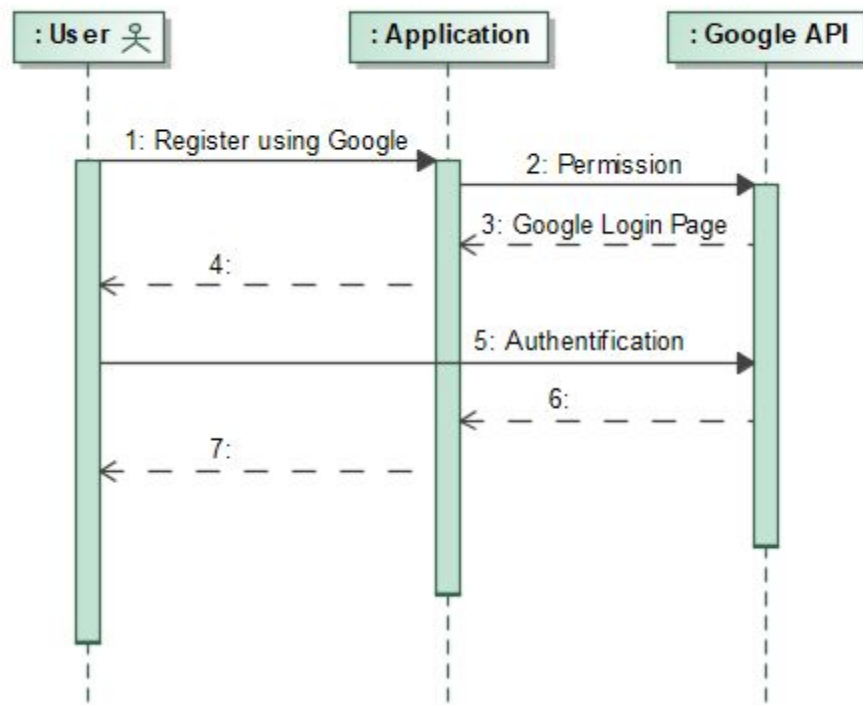 : User
: Application
: Google API
1: Register using Google
2: Permission
3: Google Login Page
4:
5: Authentification
6:
7: